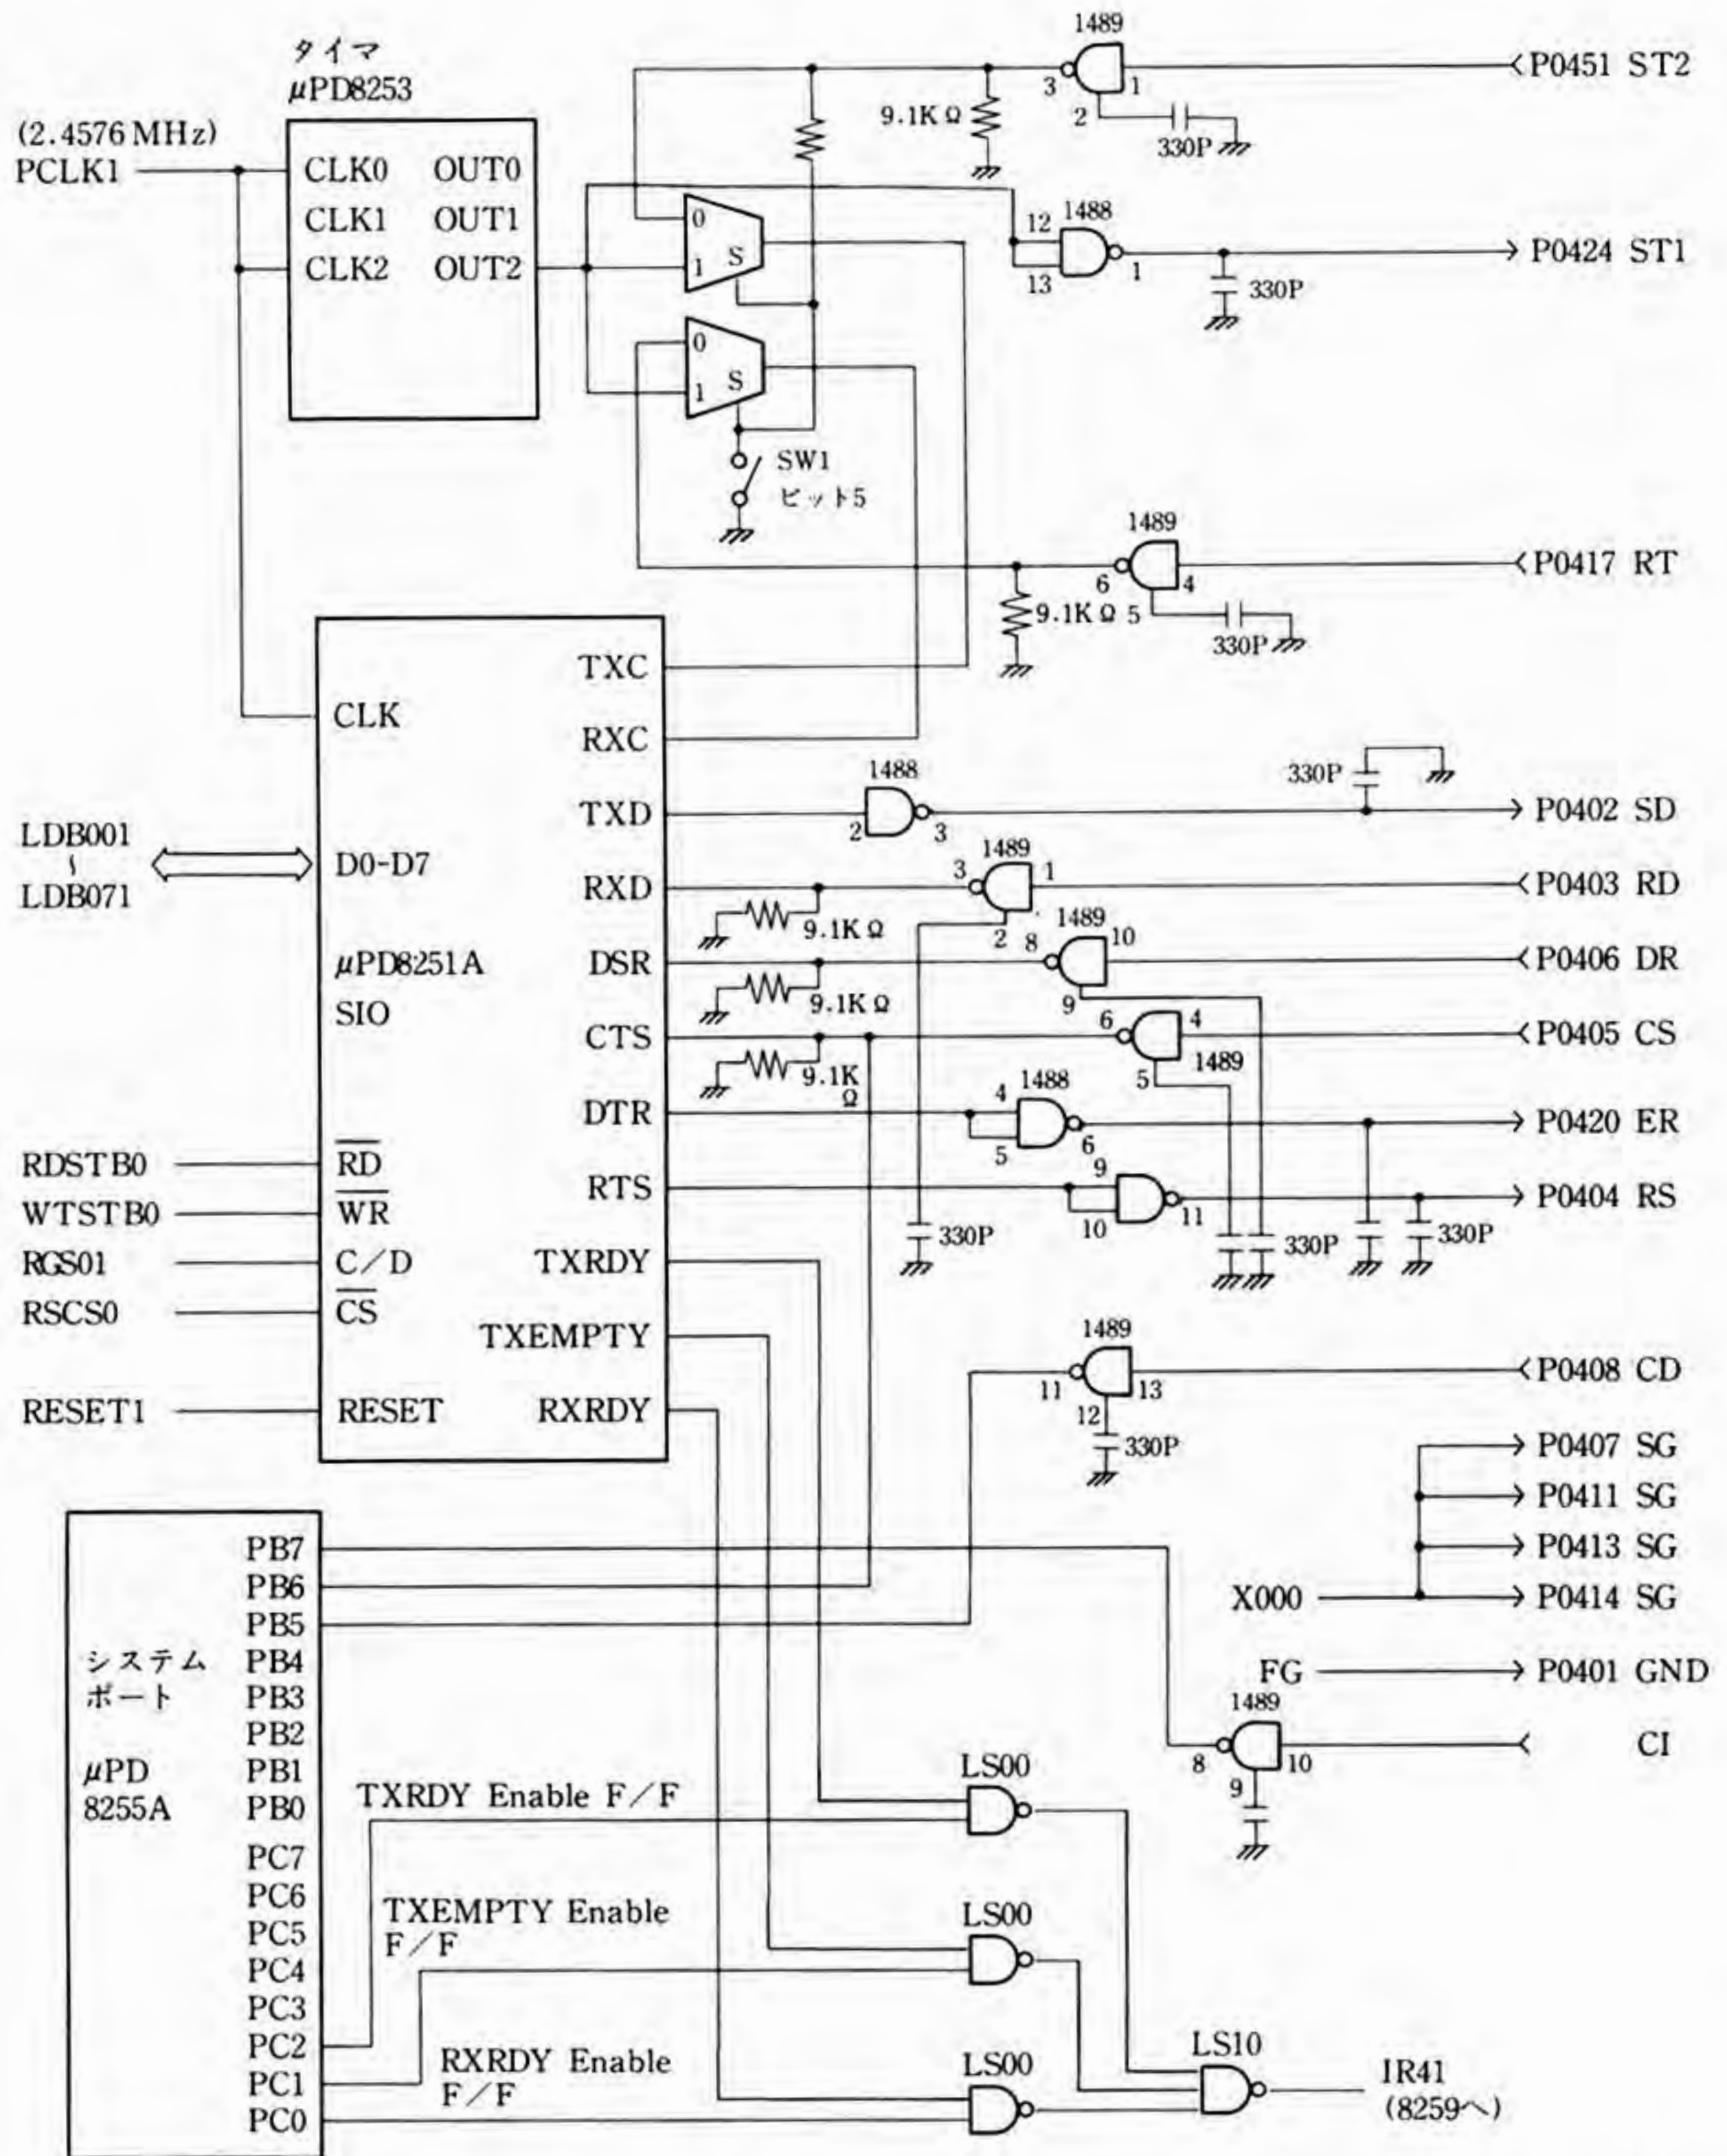 タイマ
μPD8253
(2.4576 MHz)
PCLK1
CLK0 OUT0
CLK1 OUT1
CLK2 OUT2
0
S
1
0
S
1
SW1
ビット5
1489
3
1
2
9.1KΩ
330P
P0451 ST2
12
1488
13
1
330P
P0424 ST1
1489
6
4
5
9.1KΩ
330P
P0417 RT
TXC
CLK
RXC
TXD
RXD
DSR
CTS
DTR
RTS
TXRDY
TXEMPTY
RXRDY
LDB001
〜
LDB071
D0-D7
μPD8251A
SIO
RDSTB0
RD
WTSTB0
WR
RGS01
C/D
RSCS0
CS
RESET1
RESET
1488
2
3
330P
P0402 SD
1489
3
1
2
9.1KΩ
P0403 RD
1489
8
10
9
9.1KΩ
P0406 DR
6
4
1489
5
9.1K
Ω
P0405 CS
1488
4
5
6
P0420 ER
9
10
11
P0404 RS
330P
330P
330P
1489
11
13
12
330P
P0408 CD
P0407 SG
P0411 SG
P0413 SG
X000
P0414 SG
FG
P0401 GND
1489
8
10
9
CI
システム
ポート
μPD
8255A
PB7
PB6
PB5
PB4
PB3
PB2
PB1
PB0
PC7
PC6
PC5
PC4
PC3
PC2
PC1
PC0
TXRDY Enable F/F
TXEMPTY Enable
F/F
RXRDY Enable
F/F
LS00
LS00
LS00
LS10
IR41
(8259へ)